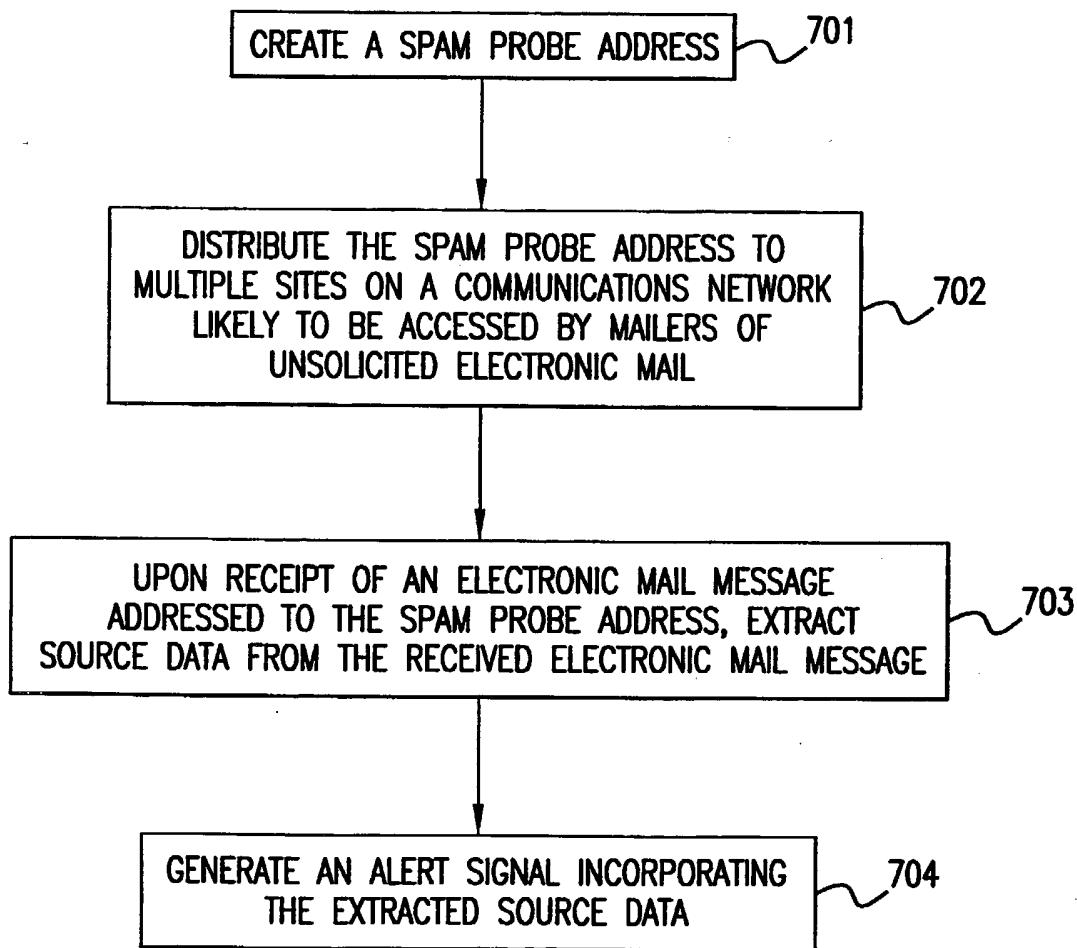 CREATE A SPAM PROBE ADDRESS
701
DISTRIBUTE THE SPAM PROBE ADDRESS TO
MULTIPLE SITES ON A COMMUNICATIONS NETWORK
LIKELY TO BE ACCESSED BY MAILERS OF
UNSOLICITED ELECTRONIC MAIL
702
UPON RECEIPT OF AN ELECTRONIC MAIL MESSAGE
ADDRESSED TO THE SPAM PROBE ADDRESS, EXTRACT
SOURCE DATA FROM THE RECEIVED ELECTRONIC MAIL MESSAGE
703
GENERATE AN ALERT SIGNAL INCORPORATING
THE EXTRACTED SOURCE DATA
704